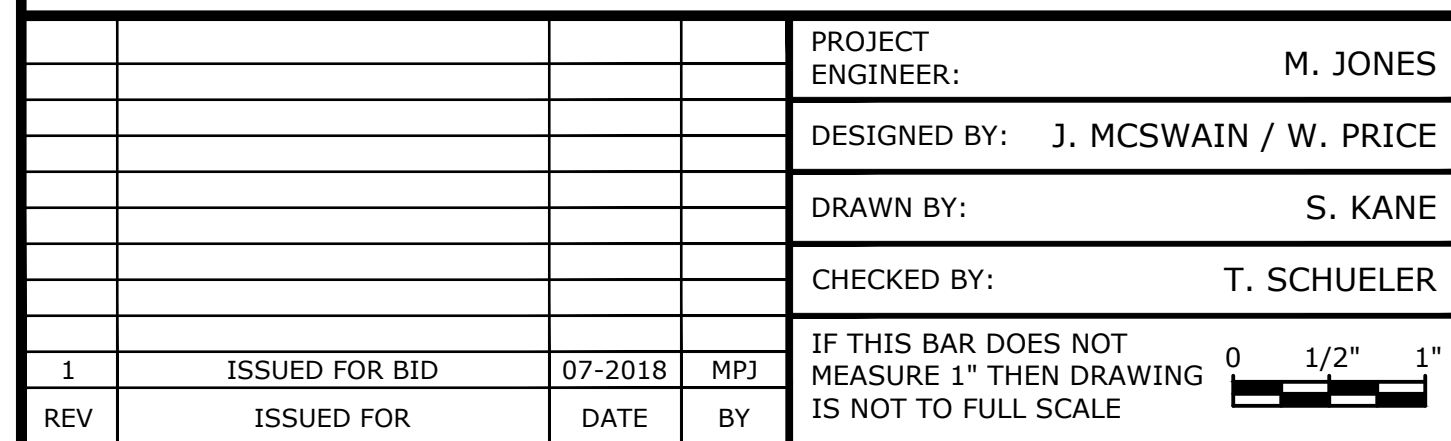 1 ISSUED FOR BID 07-2018 MPJ
REV ISSUED FOR DATE BY
PROJECT
ENGINEER: M. JONES
DESIGNED BY: J. MCSWAIN / W. PRICE
DRAWN BY: S. KANE
CHECKED BY: T. SCHUELER
IF THIS BAR DOES NOT
MEASURE 1" THEN DRAWING
IS NOT TO FULL SCALE
0 1/2" 1"